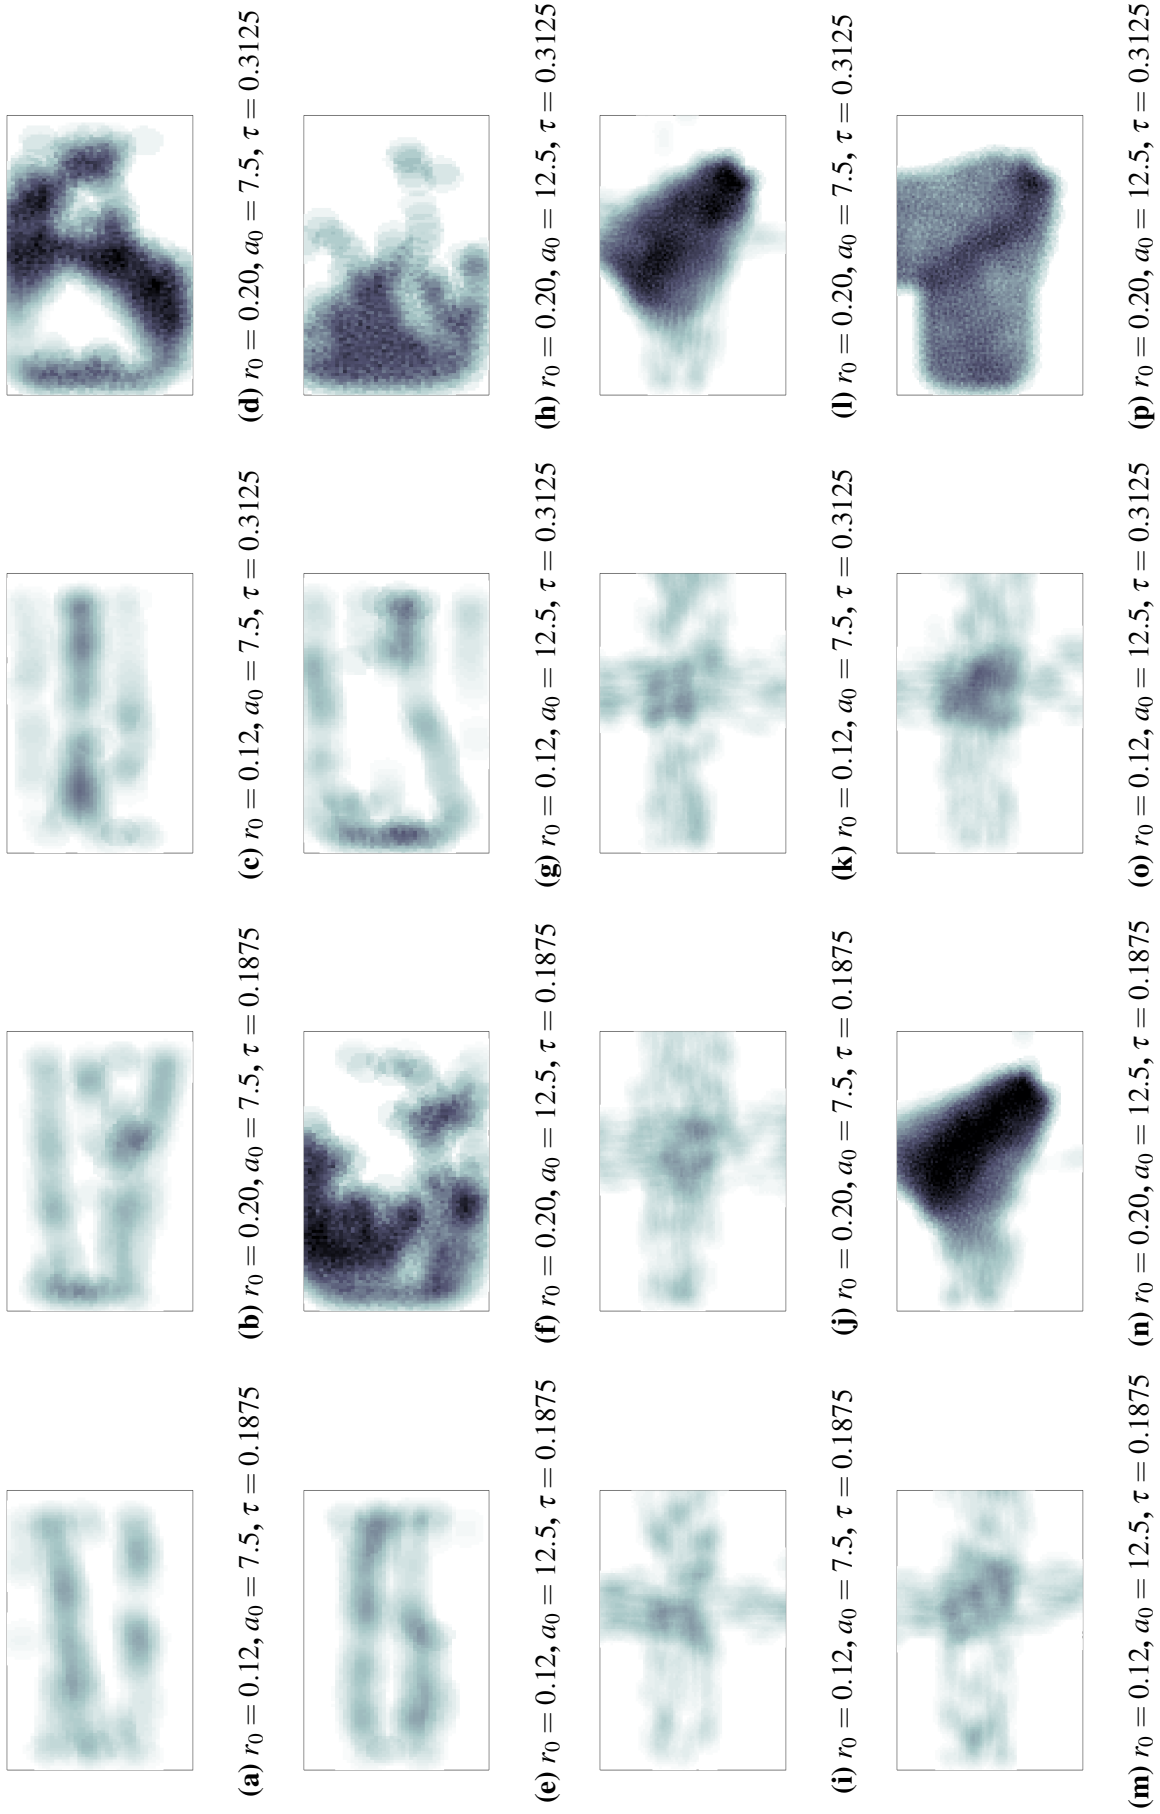 (a) r₀ = 0.12, a₀ = 7.5, τ = 0.1875
(b) r₀ = 0.20, a₀ = 7.5, τ = 0.1875
(c) r₀ = 0.12, a₀ = 7.5, τ = 0.3125
(d) r₀ = 0.20, a₀ = 7.5, τ = 0.3125
(e) r₀ = 0.12, a₀ = 12.5, τ = 0.1875
(f) r₀ = 0.20, a₀ = 12.5, τ = 0.1875
(g) r₀ = 0.12, a₀ = 12.5, τ = 0.3125
(h) r₀ = 0.20, a₀ = 12.5, τ = 0.3125
(i) r₀ = 0.12, a₀ = 7.5, τ = 0.1875
(j) r₀ = 0.20, a₀ = 7.5, τ = 0.1875
(k) r₀ = 0.12, a₀ = 7.5, τ = 0.3125
(l) r₀ = 0.20, a₀ = 7.5, τ = 0.3125
(m) r₀ = 0.12, a₀ = 12.5, τ = 0.1875
(n) r₀ = 0.20, a₀ = 12.5, τ = 0.1875
(o) r₀ = 0.12, a₀ = 12.5, τ = 0.3125
(p) r₀ = 0.20, a₀ = 12.5, τ = 0.3125